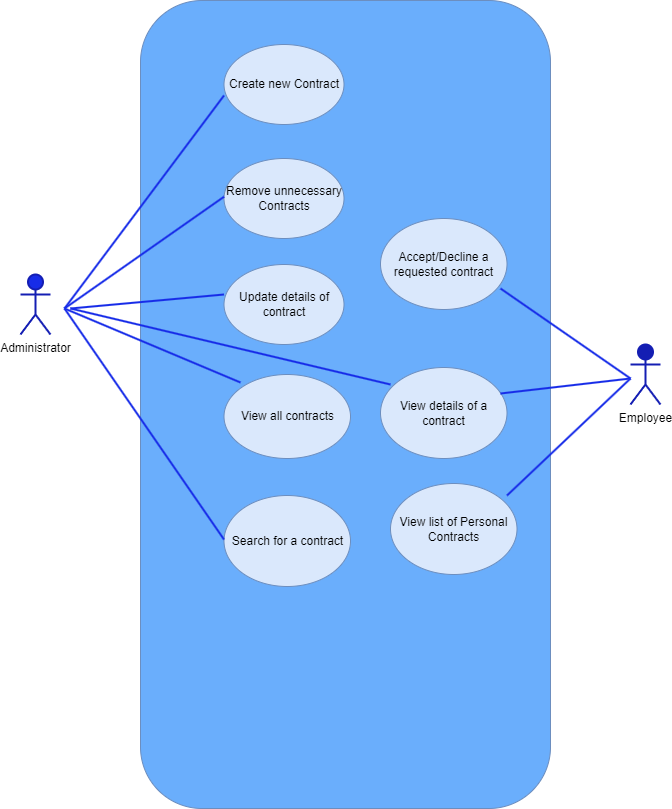 Create new Contract
Remove unnecessary
Contracts
Accept/Decline a
requested contract
Update details of
contract
Administrator
View all contracts
View details of a
contract
Employee
Search for a contract
View list of Personal
Contracts